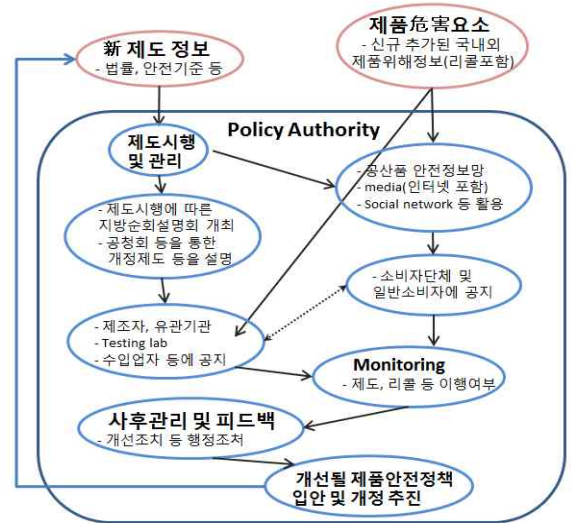 新 제도 정보
- 법률, 안전기준 등
제품危害요소
- 신규 추가된 국내외
제품위해정보(리콜포함)
Policy Authority
제도시행
및 관리
- 공산품 안전정보망
- media(인터넷 포함)
- Social network 등 활용
- 제도시행에 따른
지방순회설명회 개최
- 공청회 등을 통한
개정제도 등을 설명
- 소비자단체 및
일반소비자에 공지
- 제조자, 유관기관
- Testing lab
- 수입업자 등에 공지
Monitoring
- 제도, 리콜 등 이행여부
사후관리 및 피드백
- 개선조치 등 행정조처
개선될 제품안전정책
입안 및 개정 추진